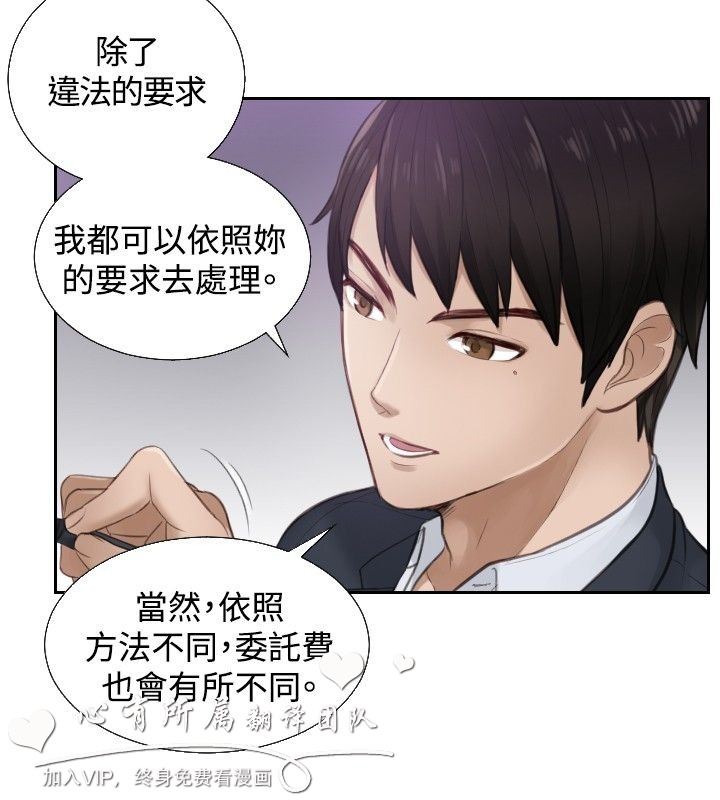 除了
違法的要求
我都可以依照妳
的要求去處理。
當然，依照
方法不同，委託費
也會有所不同。
心有所属翻译团队
加入VIP，终身免费看漫画